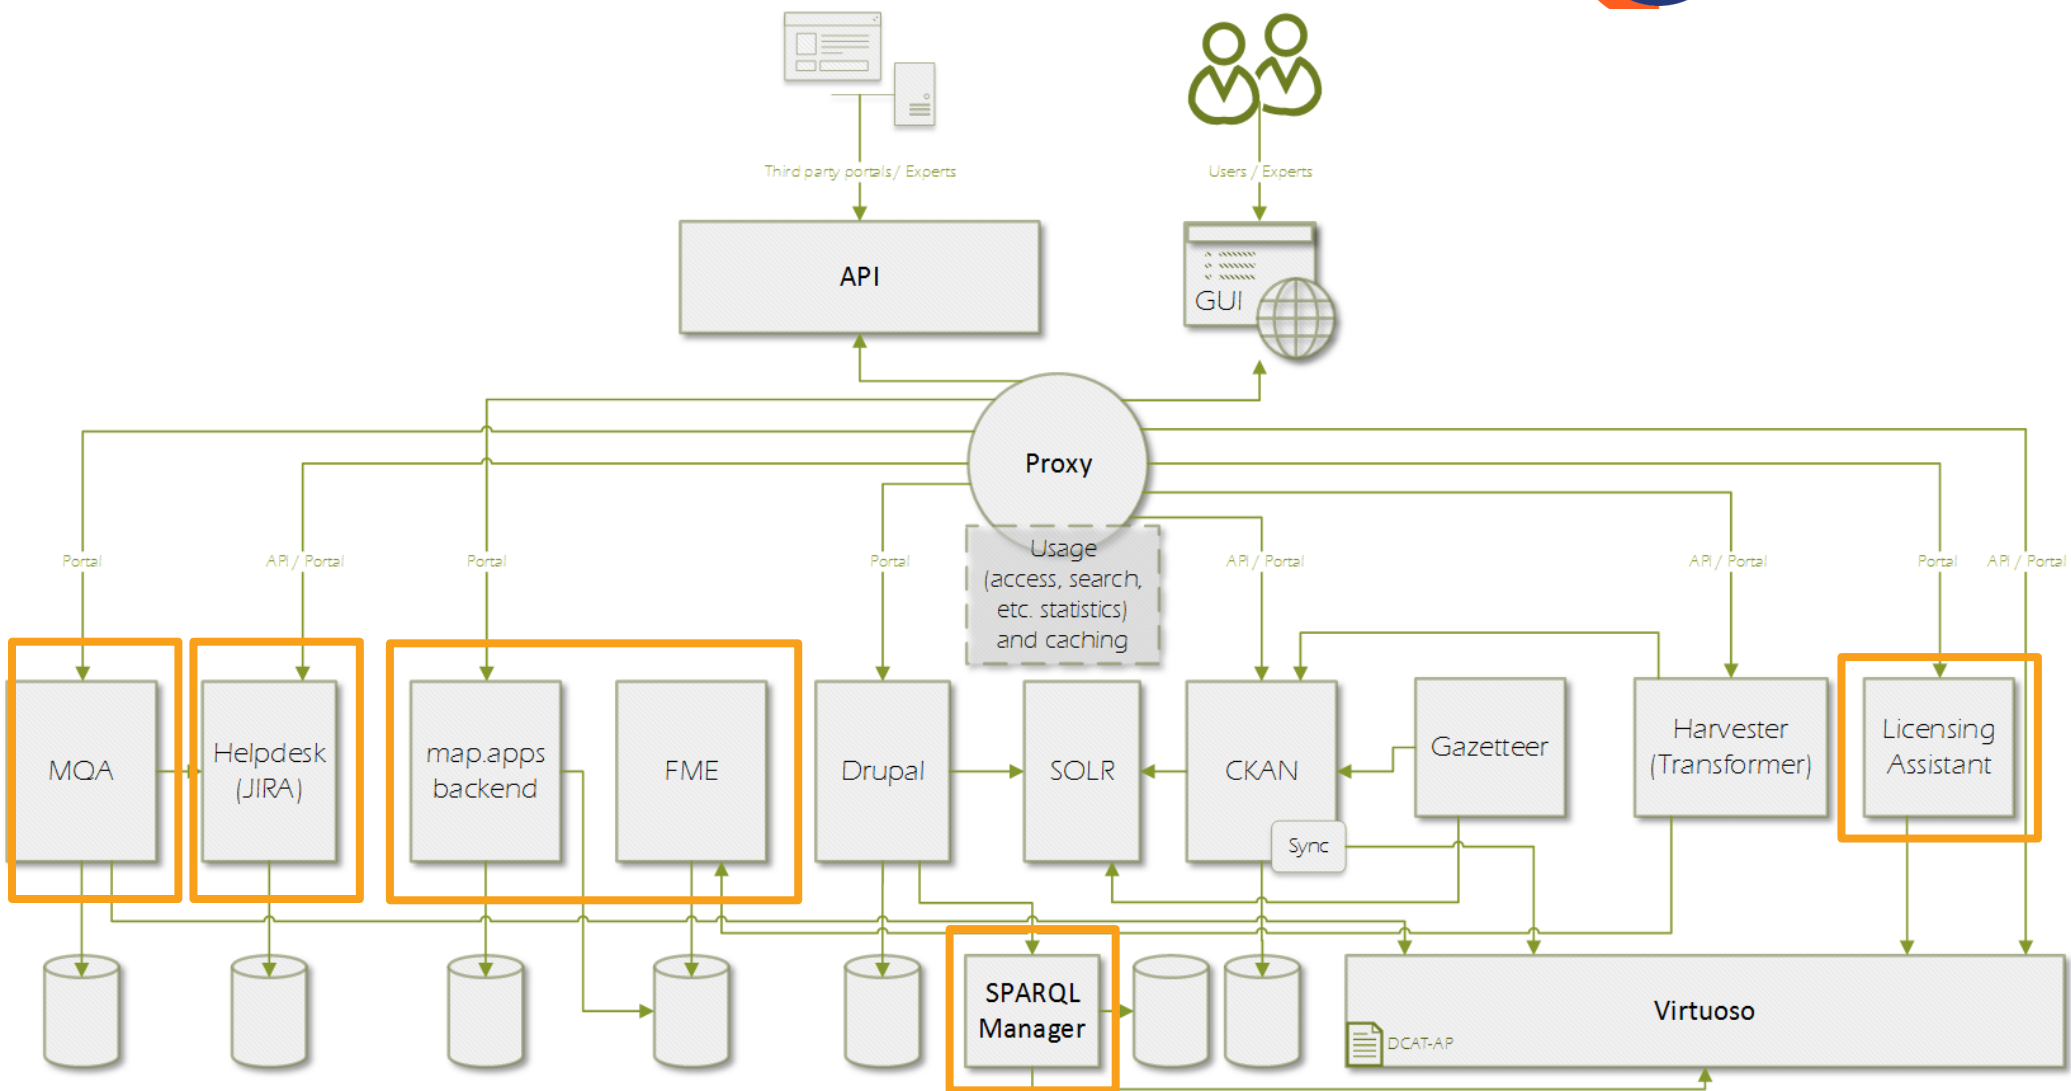 Third party portals / Experts
Users / Experts
API
GUI
Proxy
Usage
(access, search,
etc. statistics)
and caching
Portal
API / Portal
Portal
Portal
API / Portal
API / Portal
Portal
API / Portal
MQA
Helpdesk
(JIRA)
map.apps
backend
FME
Drupal
SOLR
CKAN
Sync
Gazetteer
Harvester
(Transformer)
Licensing
Assistant
SPARQL
Manager
Virtuoso
DCAT-AP